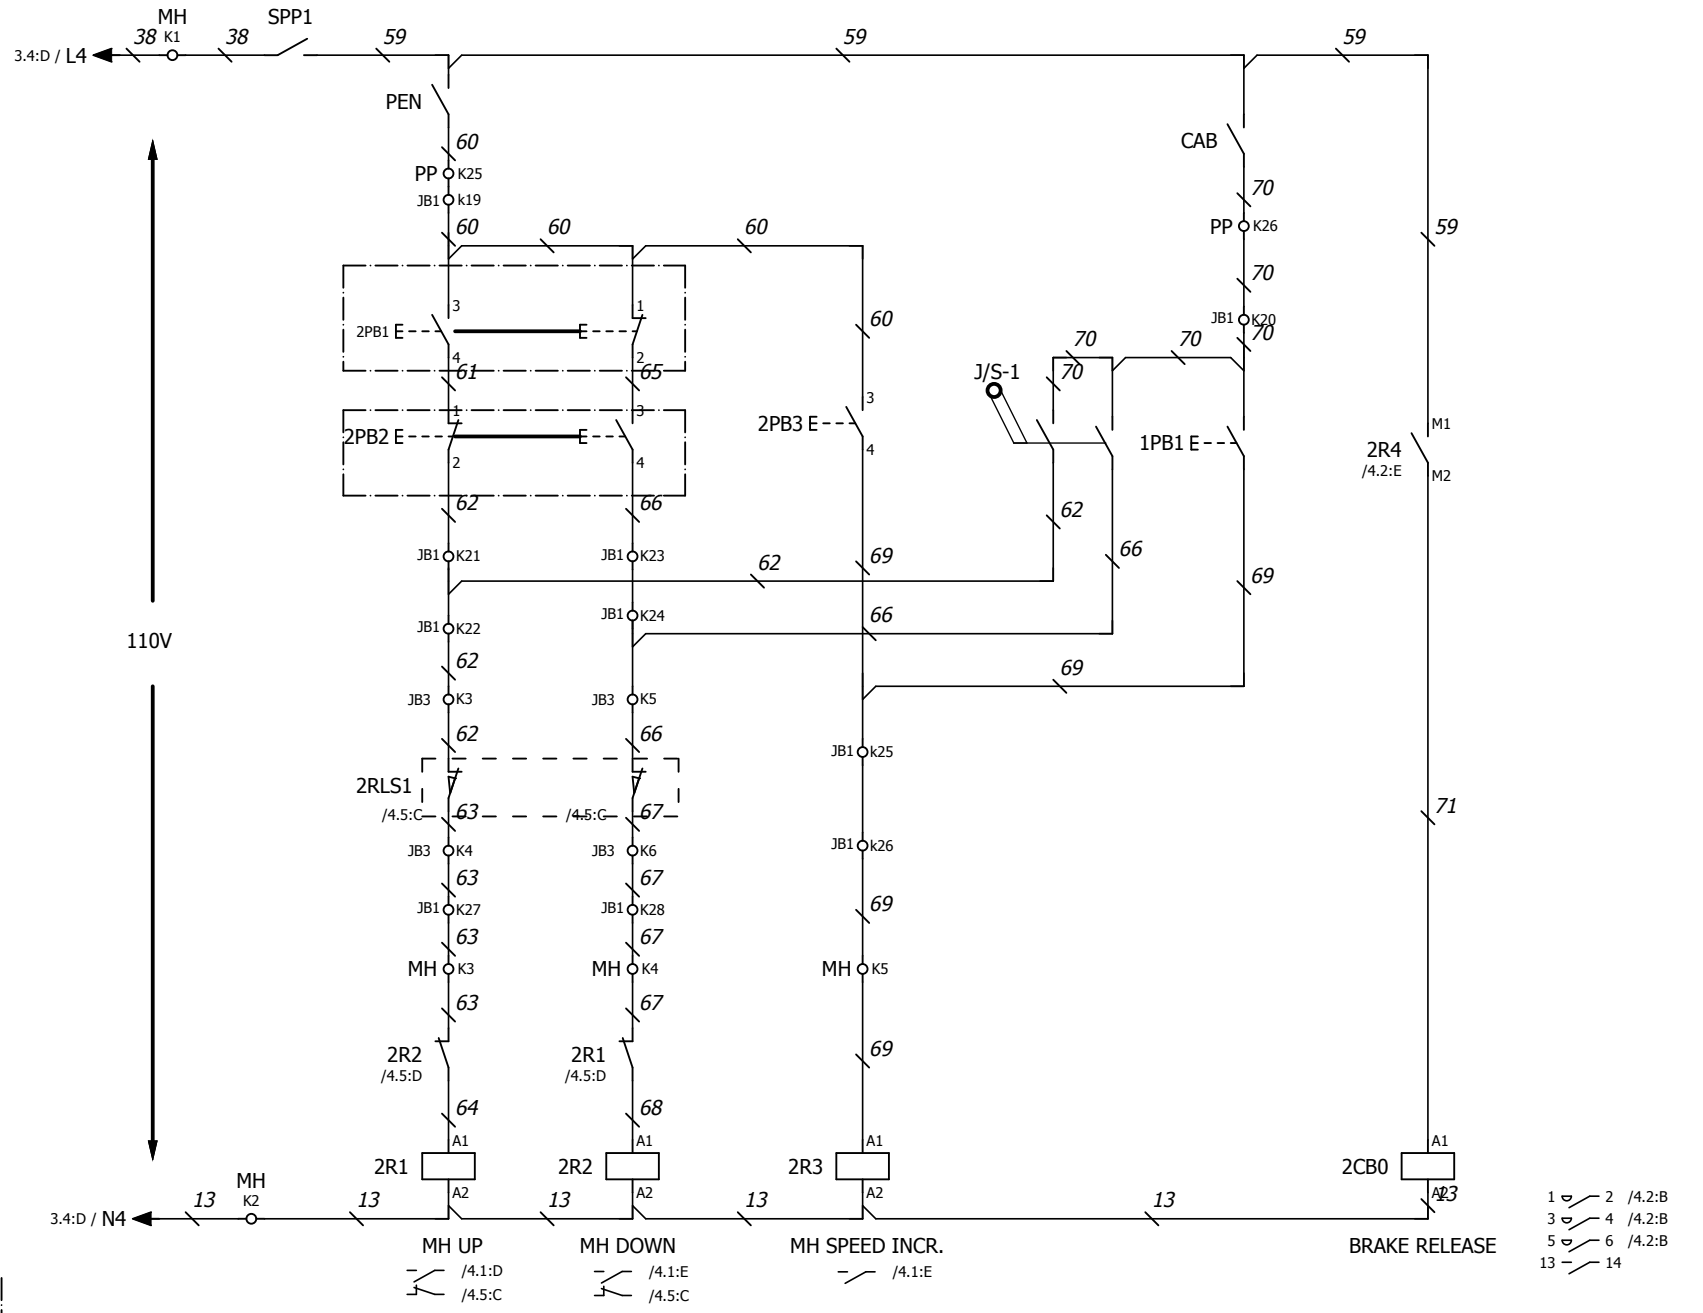 MH SPP1
38 K1 38 59 59 59
3.4:D / L4
PEN
CAB
60
70
PP K25
JB1 k19
PP K26
60 60 60
59
70
3 1
60
JB1 K20
2PB1 E E
70 70 70
4 2
61 65
J/S-1
70
1 3
3
2PB2 E E
2PB3 E
1PB1 E
M1
2R4
/4.2:E
M2
2 4
4
62 66
62
JB1 K21
JB1 K23
69
66
62
69
JB1 K22
JB1 K24
66
110V
62
69
JB3 K3
JB3 K5
62 66
JB1 k25
2RLS1
/4.5:C 63
/4.5:C 67
71
JB3 K4
JB3 K6
JB1 k26
63 67
JB1 K27
JB1 K28
69
63 67
MH K3
MH K4
MH K5
63 67
2R2
/4.5:D
2R1
/4.5:D
69
64 68
A1 A1 A1 A1
2R1 2R2 2R3 2CB0
A2 A2 A2 A2
MH
K2
13 13 13 13 13 13
3.4:D / N4
MH UP
MH DOWN
MH SPEED INCR.
BRAKE RELEASE
/4.1:D
/4.5:C
/4.1:E
/4.5:C
/4.1:E
1 2 /4.2:B
3 4 /4.2:B
5 6 /4.2:B
13 14